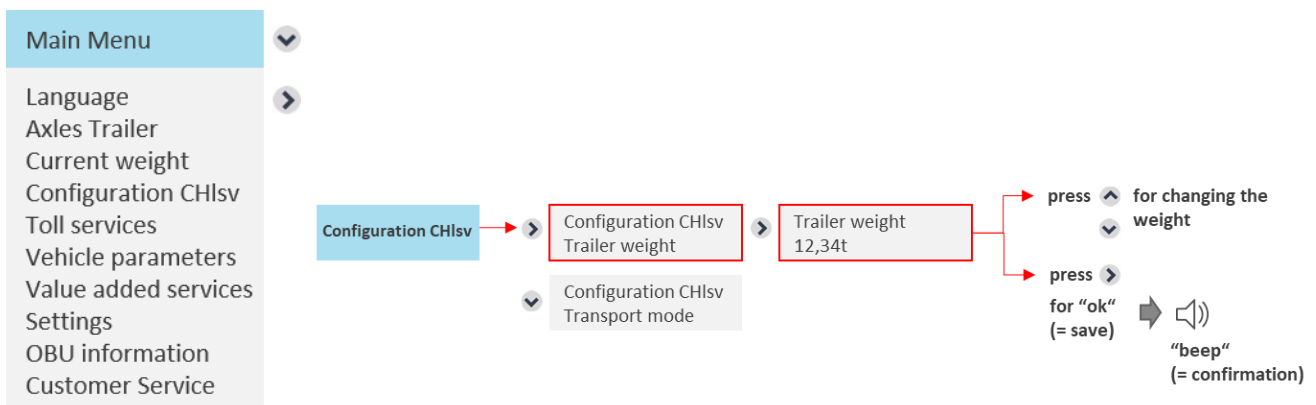 Main Menu
Language
Axles Trailer
Current weight
Configuration CHlsv
Toll services
Vehicle parameters
Value added services
Settings
OBU information
Customer Service
Configuration CHlsv
Configuration CHlsv
Trailer weight
Configuration CHlsv
Transport mode
Trailer weight
12,34t
press for changing the
weight
press
for “ok“
(= save)
“beep“
(= confirmation)